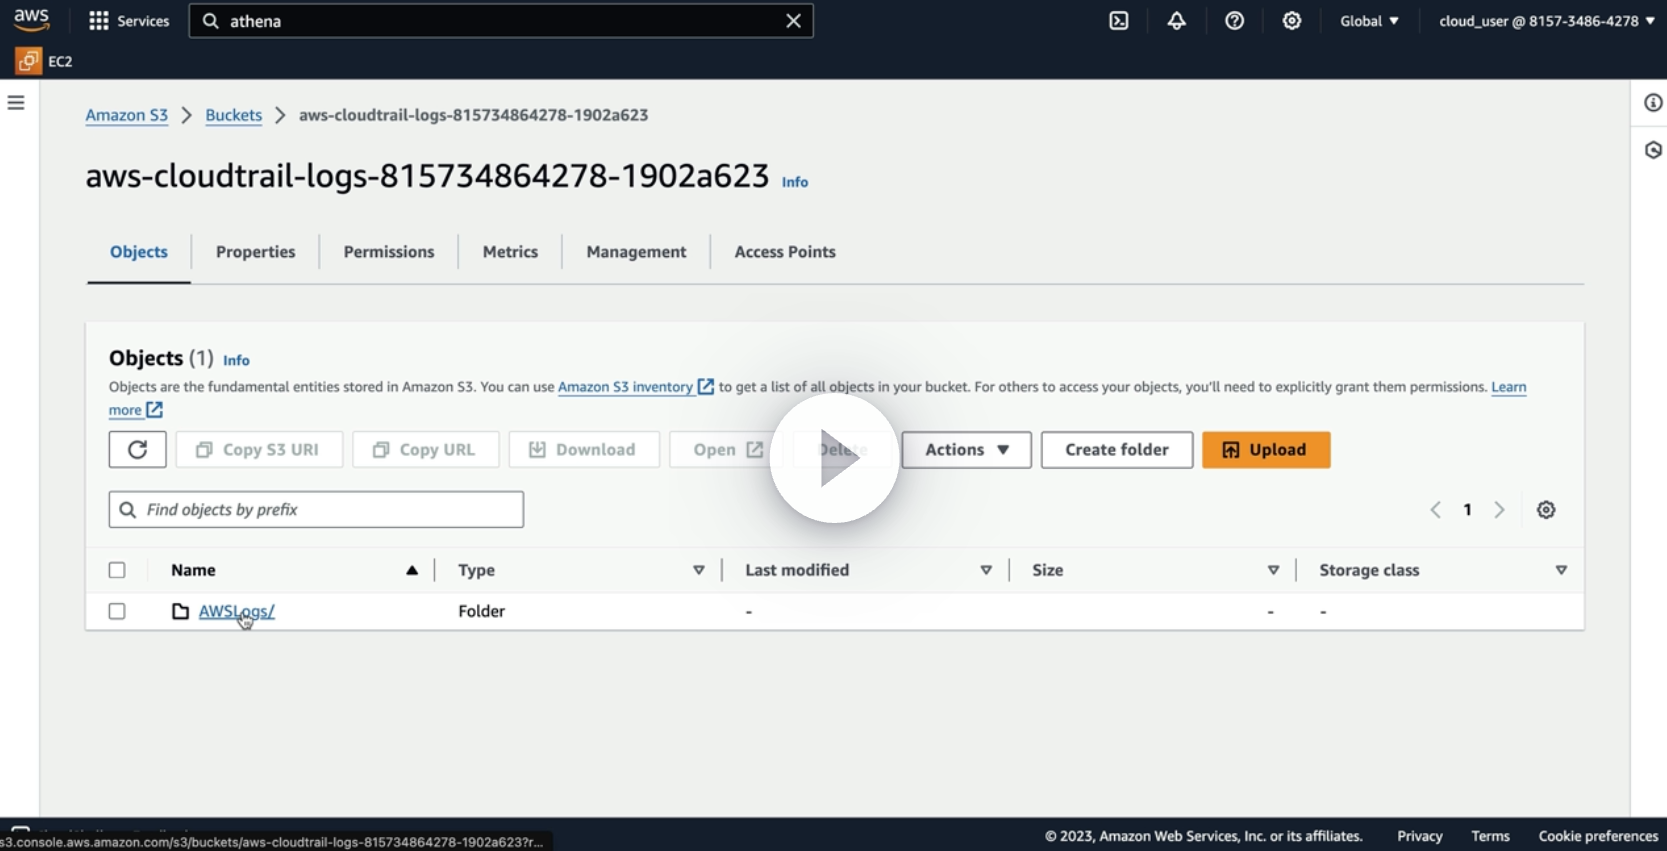 aws
Services
athena
Global
cloud_user @ 8157-3486-4278
EC2
Amazon S3 > Buckets > aws-cloudtrail-logs-815734864278-1902a623
aws-cloudtrail-logs-815734864278-1902a623 Info
Objects
Properties
Permissions
Metrics
Management
Access Points
Objects (1) Info
Objects are the fundamental entities stored in Amazon S3. You can use Amazon S3 inventory to get a list of all objects in your bucket. For others to access your objects, you'll need to explicitly grant them permissions. Learn
more
Copy S3 URI
Copy URL
Download
Open
Delete
Actions
Create folder
Upload
Find objects by prefix
1
Name
Type
Last modified
Size
Storage class
AWSLogs/
Folder
-
-
-
© 2023, Amazon Web Services, Inc. or its affiliates.
Privacy
Terms
Cookie preferences
s3.console.aws.amazon.com/s3/buckets/aws-cloudtrail-logs-815734864278-1902a623?r...